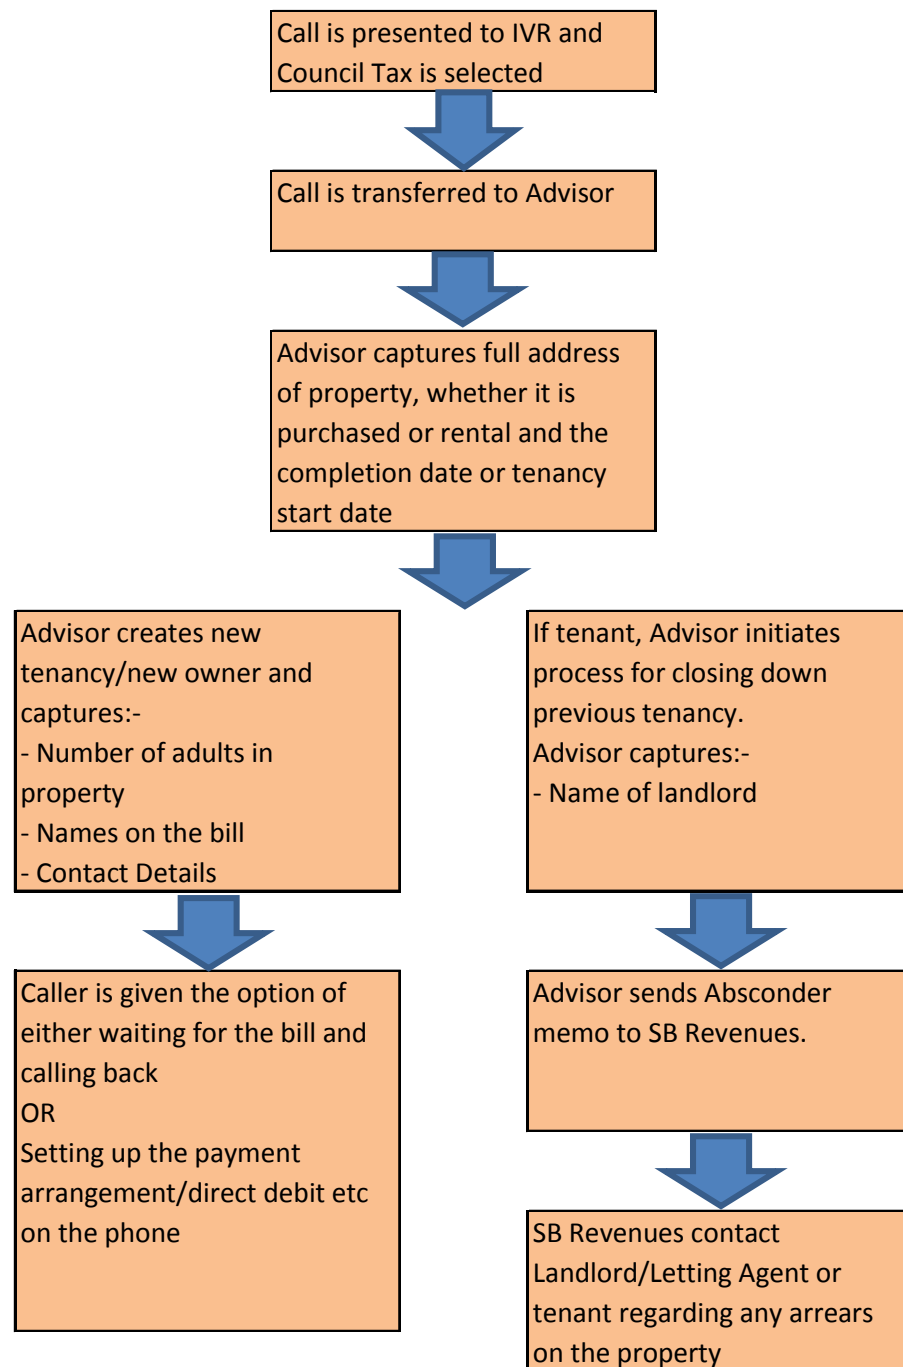 Call is presented to IVR and
Council Tax is selected
Call is transferred to Advisor
Advisor captures full address
of property, whether it is
purchased or rental and the
completion date or tenancy
start date
Advisor creates new
tenancy/new owner and
captures:-
- Number of adults in
property
- Names on the bill
- Contact Details
If tenant, Advisor initiates
process for closing down
previous tenancy.
Advisor captures:-
- Name of landlord
Caller is given the option of
either waiting for the bill and
calling back
OR
Setting up the payment
arrangement/direct debit etc
on the phone
Advisor sends Absconder
memo to SB Revenues.
SB Revenues contact
Landlord/Letting Agent or
tenant regarding any arrears
on the property